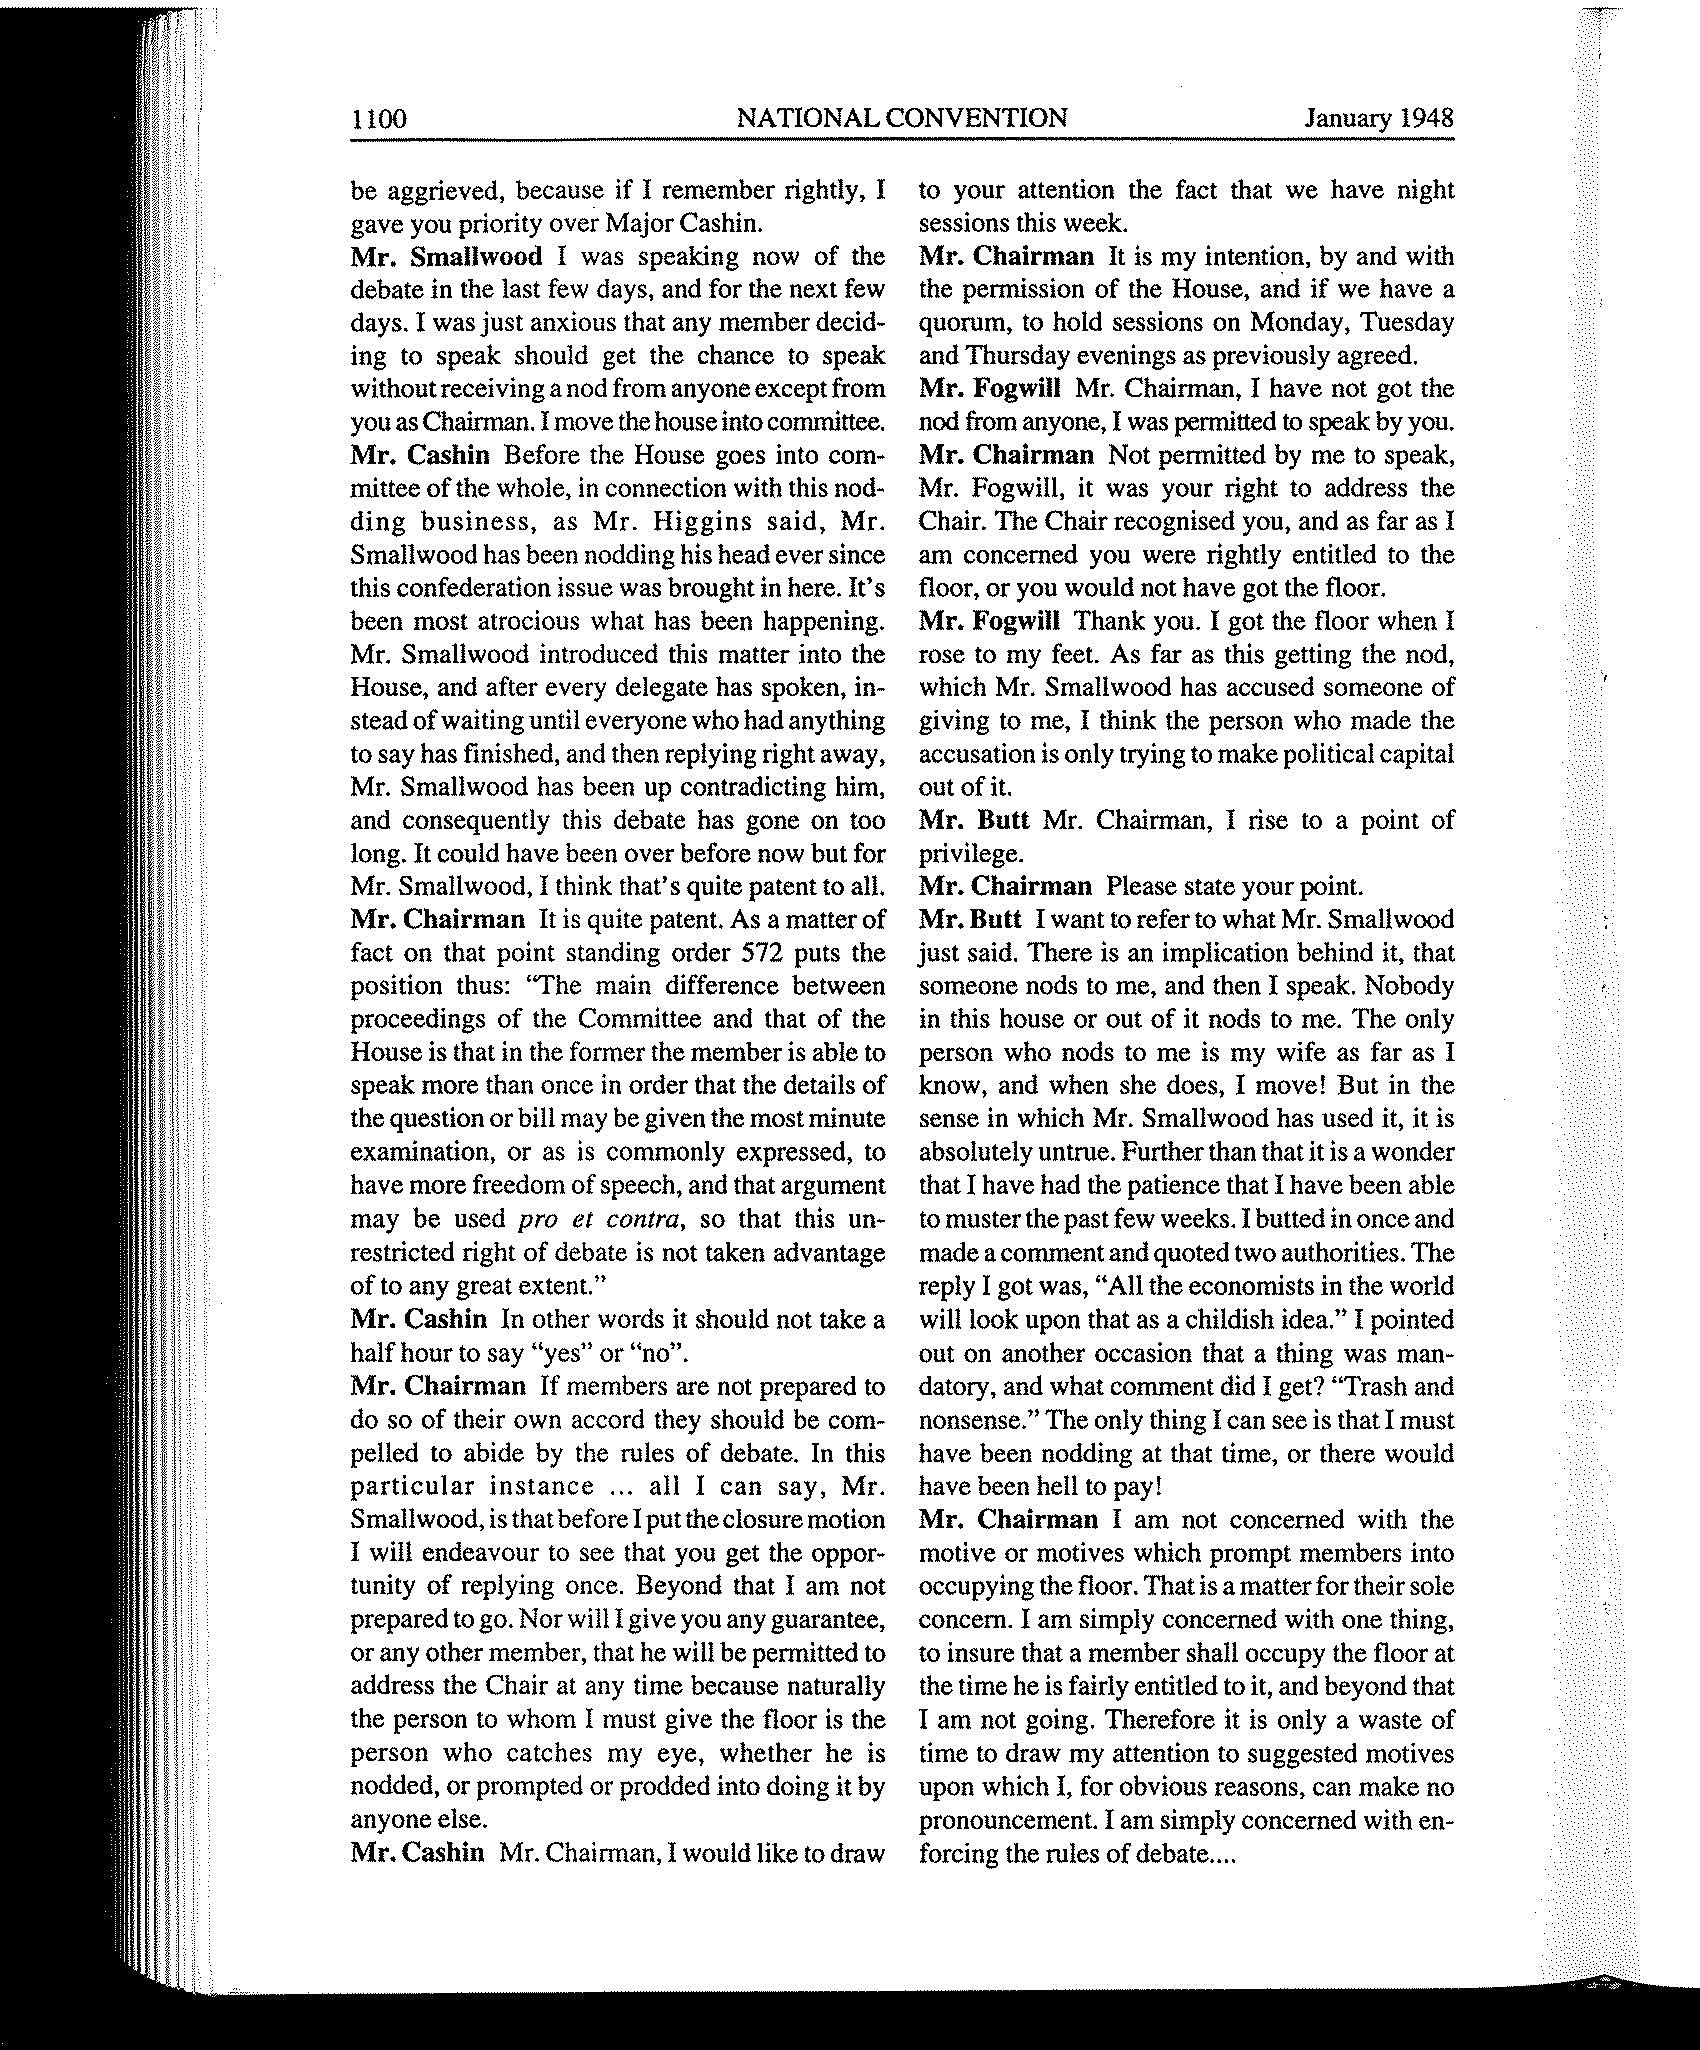 1100 NATIONAL CONVENTION January 1948
be aggrieved, because if I remember rightly, I
gave you priority over Major Cashin.
Mr. Smallwood I was speaking now of the
debate in the last few days, and for the next few
days. I was just anxious that any member decid-
ing to speak should get the chance to speak
without receiving a nod from anyone except from
you as Chairman. I move the house into committee.
Mr. Cashin Before the House goes into com-
mittee of the whole, in connection with this nod-
ding business, as Mr. Higgins said, Mr.
Smallwood has been nodding his head ever since
this confederation issue was brought in here. It's
been most atrocious what has been happening.
Mr. Smallwood introduced this matter into the
House, and after every delegate has spoken, in-
stead of waiting until everyone who had anything
to say has finished, and then replying right away,
Mr. Smallwood has been up contradicting him,
and consequently this debate has gone on too
long. It could have been over before now but for
Mr. Smallwood, I think that's quite patent to all.
Mr. Chairman It is quite patent. As a matter of
fact on that point standing order 572 puts the
position thus: "The main difference between
proceedings of the Committee and that of the
House is that in the former the member is able to
speak more than once in order that the details of
the question or bill may be given the most minute
examination, or as is commonly expressed, to
have more freedom of speech, and that argument
may be used pro et contra, so that this un-
restricted right of debate is not taken advantage
of to any great extent."
Mr. Cashin In other words it should not take a
half hour to say "yes" or "no".
Mr. Chairman If members are not prepared to
do so of their own accord they should be com-
pelled to abide by the rules of debate. In this
particular instance ... all I can say, Mr.
Smallwood, is that before I put the closure motion
I will endeavour to see that you get the oppor-
tunity of replying once. Beyond that I am not
prepared to go. Nor will I give you any guarantee,
or any other member, that he will be permitted to
address the Chair at any time because naturally
the person to whom I must give the floor is the
person who catches my eye, whether he is
nodded, or prompted or prodded into doing it by
anyone else.
Mr. Cashin Mr. Chairman, I would like to draw
to your attention the fact that we have night
sessions this week.
Mr. Chairman It is my intention, by and with
the permission of the House, and if we have a
quorum, to hold sessions on Monday, Tuesday
and Thursday evenings as previously agreed.
Mr. Fogwill Mr. Chairman, I have not got the
nod from anyone, I was permitted to speak by you.
Mr. Chairman Not permitted by me to speak,
Mr. Fogwill, it was your right to address the
Chair. The Chair recognised you, and as far as I
am concerned you were rightly entitled to the
floor, or you would not have got the floor.
Mr. Fogwill Thank you. I got the floor when I
rose to my feet. As far as this getting the nod,
which Mr. Smallwood has accused someone of
giving to me, I think the person who made the
accusation is only trying to make political capital
out of it.
Mr. Butt Mr. Chairman, I rise to a point of
privilege.
Mr. Chairman Please state your point.
Mr. Butt I want to refer to what Mr. Smallwood
just said. There is an implication behind it, that
someone nods to me, and then I speak. Nobody
in this house or out of it nods to me. The only
person who nods to me is my wife as far as I
know, and when she does, I move! But in the
sense in which Mr. Smallwood has used it, it is
absolutely untrue. Further than that it is a wonder
that I have had the patience that I have been able
to muster the past few weeks. I butted in once and
made a comment and quoted two authorities. The
reply I got was, "All the economists in the world
will look upon that as a childish idea." I pointed
out on another occasion that a thing was man-
datory, and what comment did I get? "Trash and
nonsense." The only thing I can see is that I must
have been nodding at that time, or there would
have been hell to pay!
Mr. Chairman I am not concerned with the
motive or motives which prompt members into
occupying the floor. That is a matter for their sole
concern. I am simply concerned with one thing,
to insure that a member shall occupy the floor at
the time he is fairly entitled to it, and beyond that
I am not going. Therefore it is only a waste of
time to draw my attention to suggested motives
upon which I, for obvious reasons, can make no
pronouncement. I am simply concerned with en-
forcing the rules of debate....